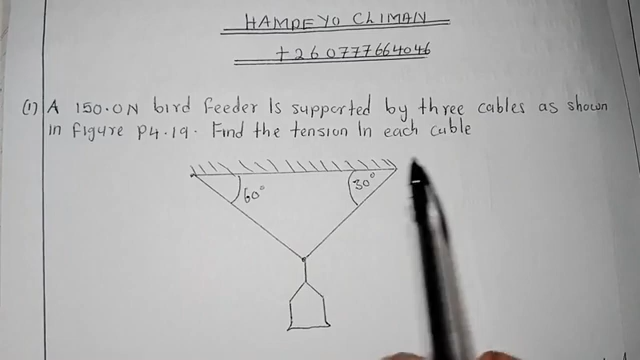 HAMPEYO CLIMAN
+260777664046
(1) A 150.0N bird feeder Is supported by three cables as shown
In figure P4.19. Find the tension In each cable
60°
30°